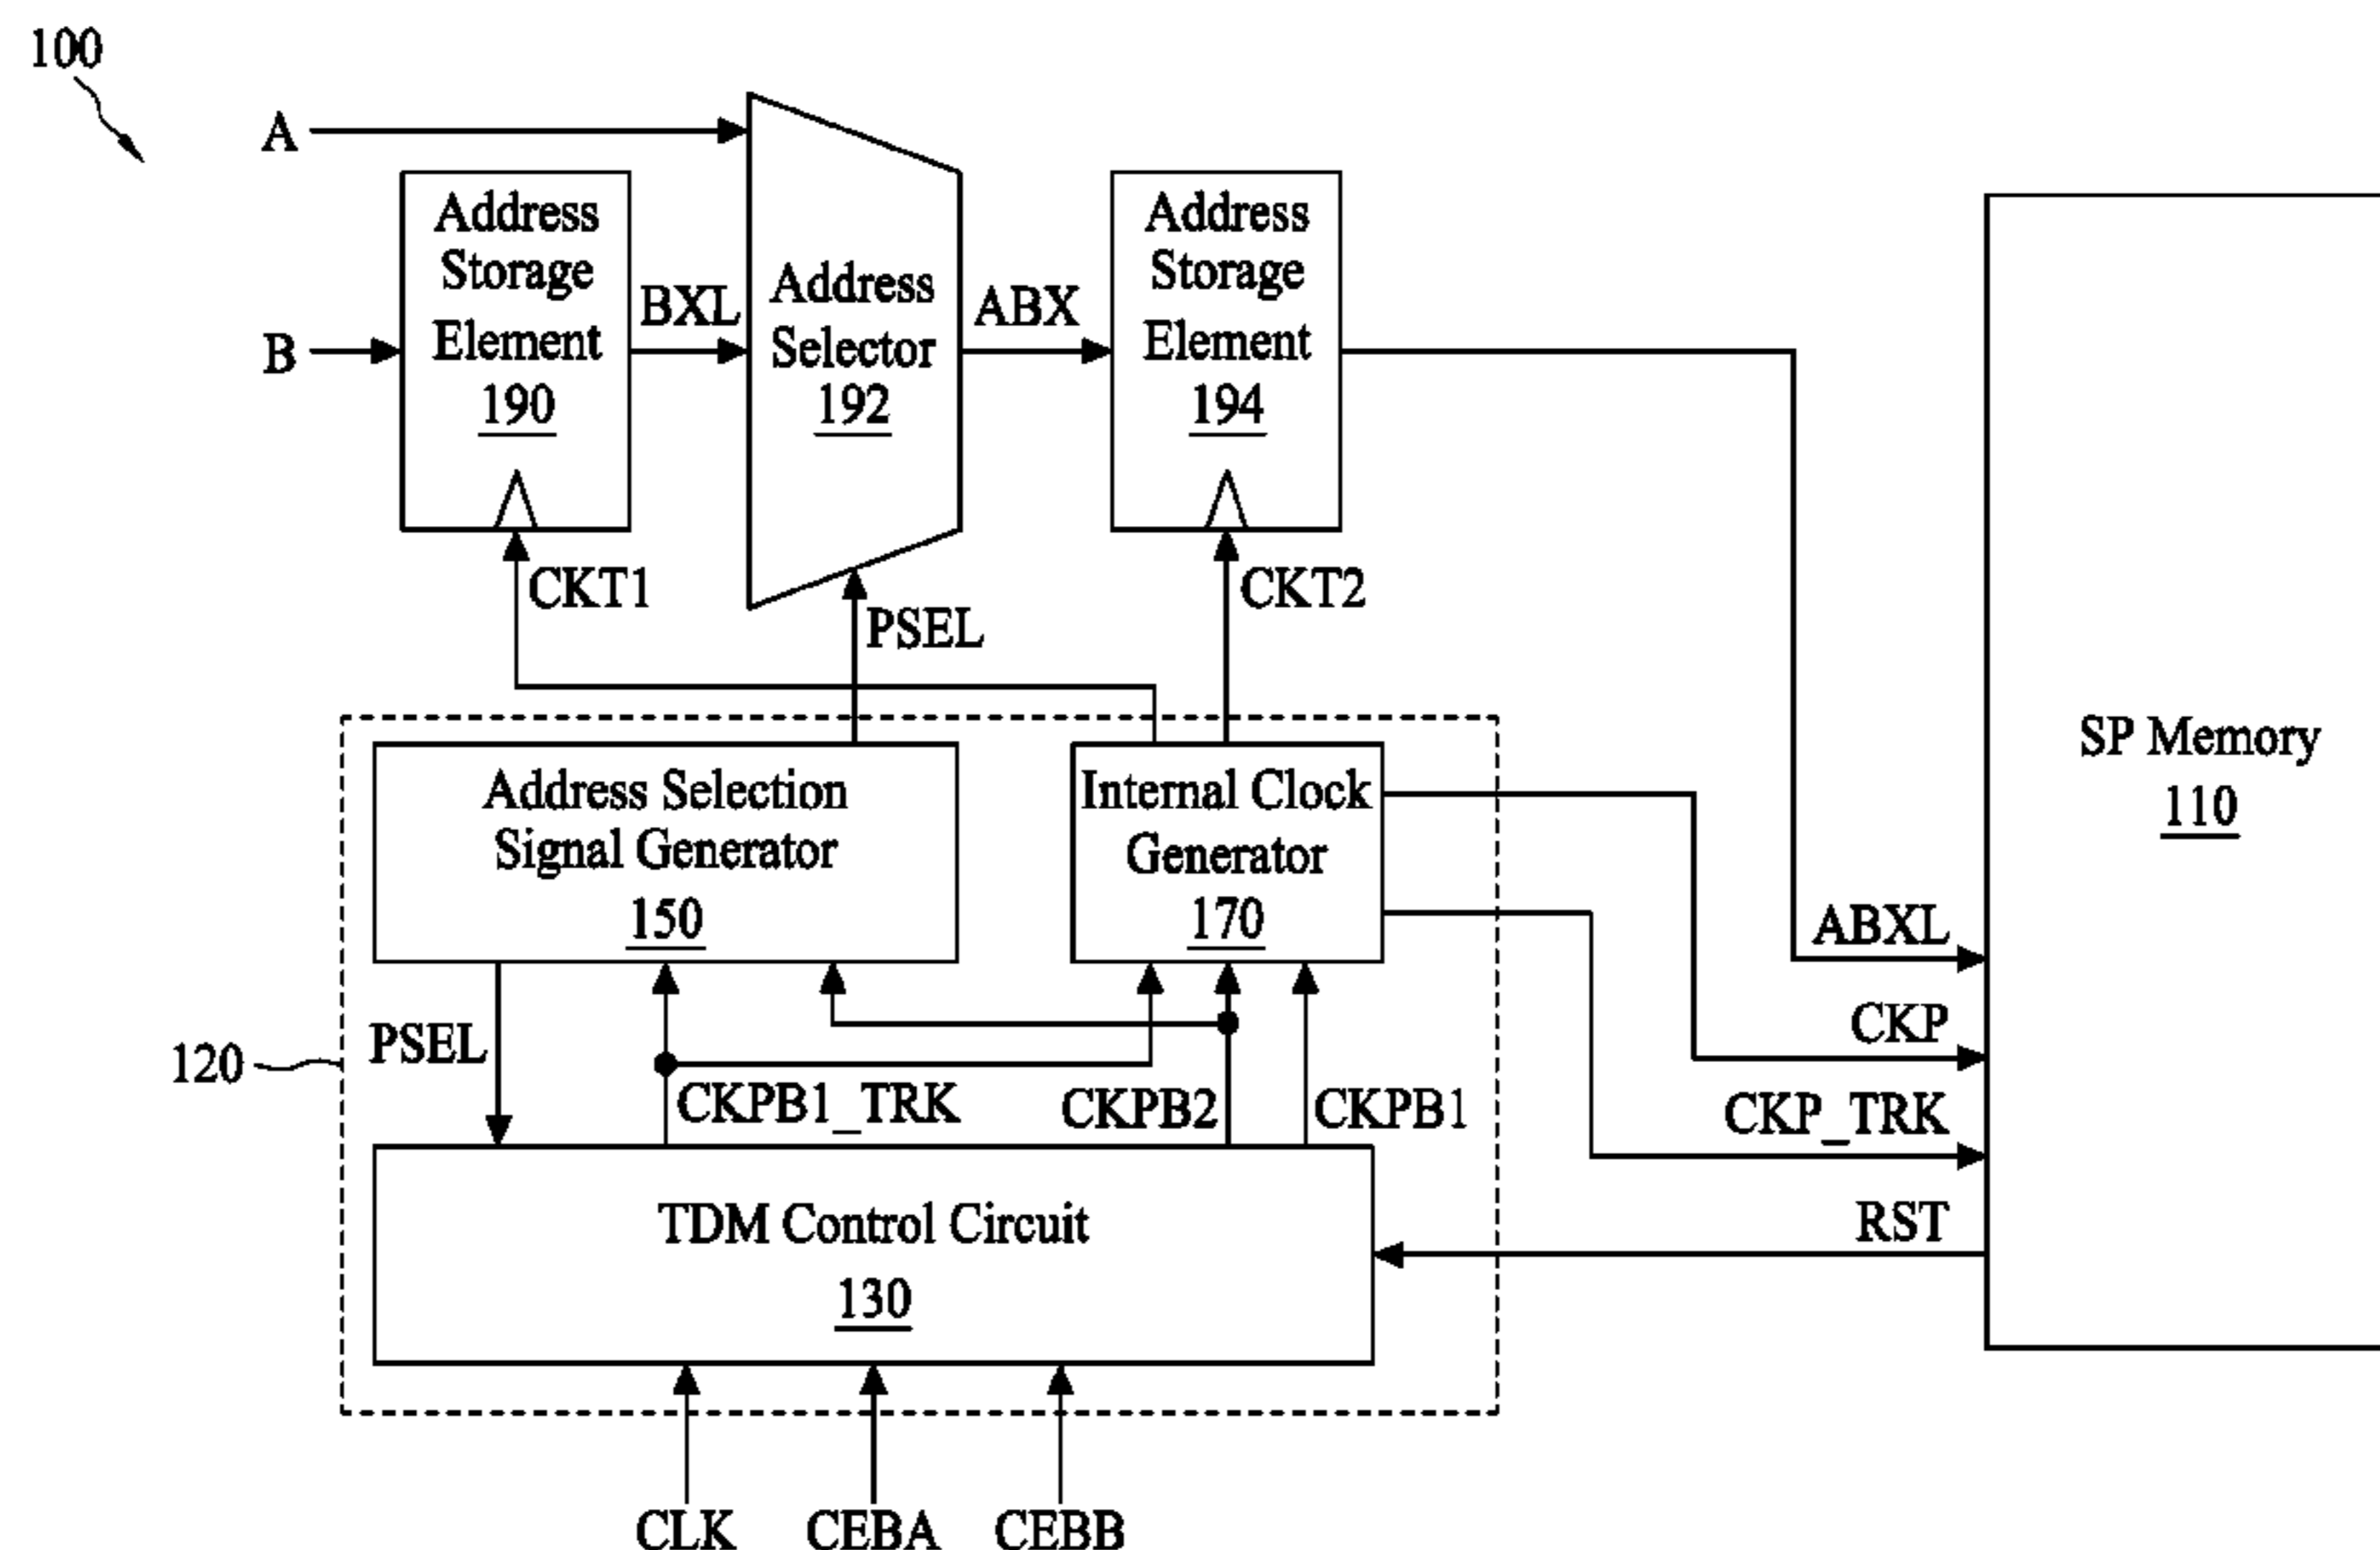 100
A
B
Address
Storage
Element
190
BXL
Address
Selector
192
ABX
Address
Storage
Element
194
CKT1
PSEL
CKT2
SP Memory
110
Address Selection
Signal Generator
150
Internal Clock
Generator
170
ABXL
CKP
CKP_TRK
RST
120
PSEL
CKPB1_TRK
CKPB2
CKPB1
TDM Control Circuit
130
CLK
CEBA
CEBB